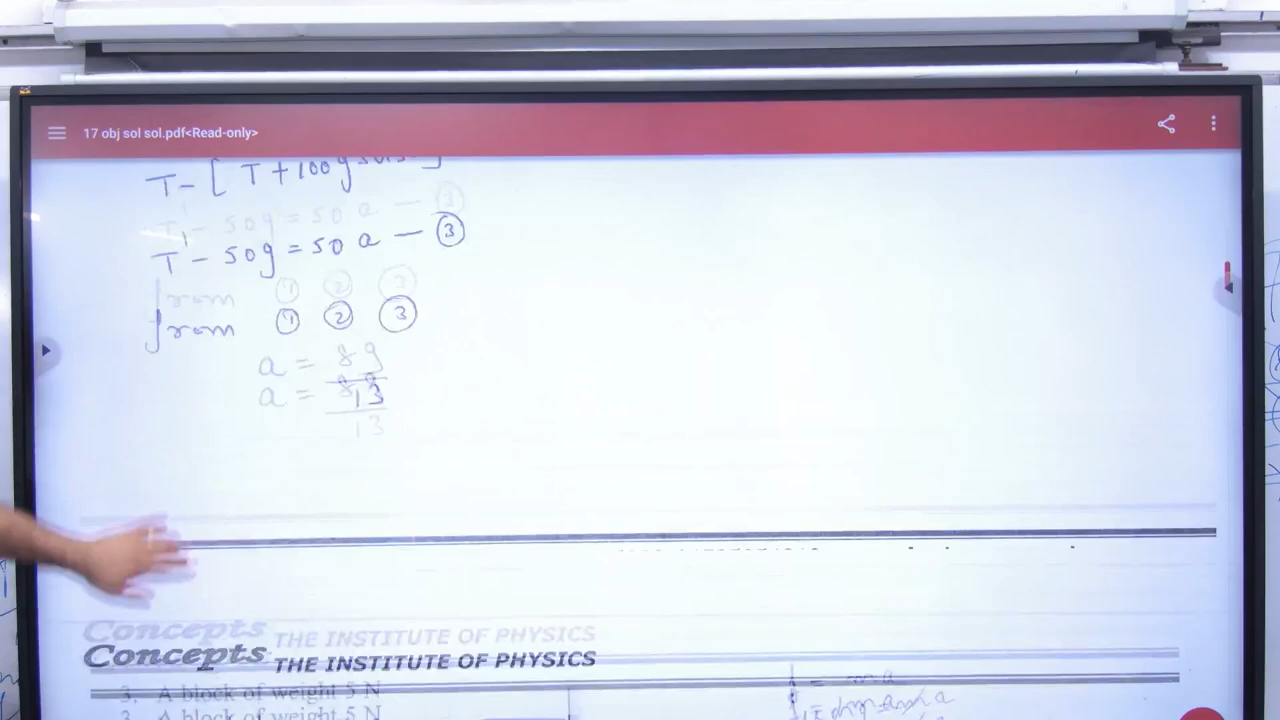 17 obj sol sol.pdf<Read-only>
T - [ T + 100g
T - 50g = 50 a — ③
from ① ② ③
a = 8g
13
Concepts THE INSTITUTE OF PHYSICS
3. A block of weight 5 N
= ma